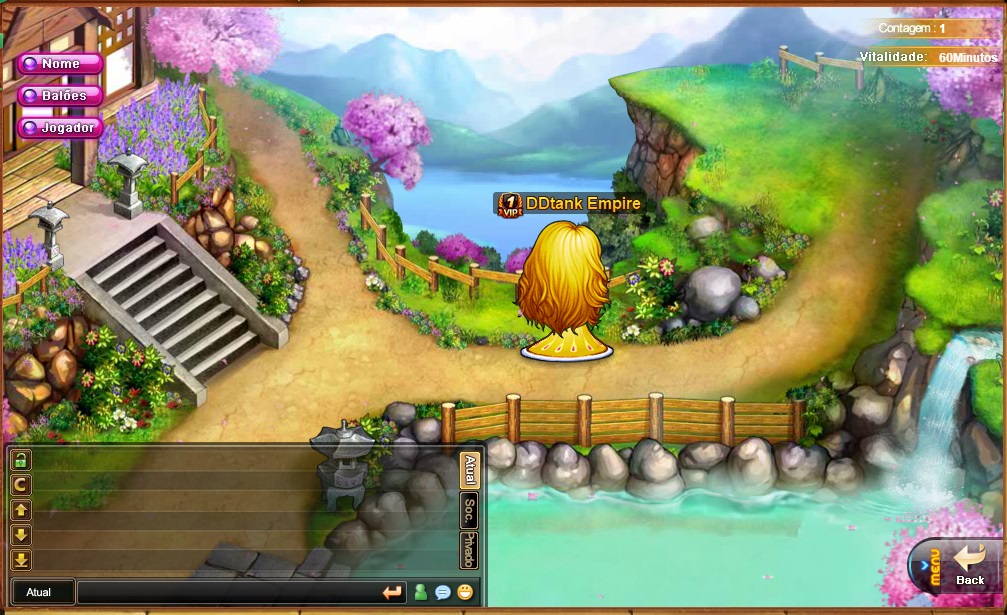 Contagem : 1
Vitalidade: 60Minutos
Nome
Balões
Jogador
1
VIP
DDtank Empire
Atual
Soc.
Privado
C
Atual
MENU
Back